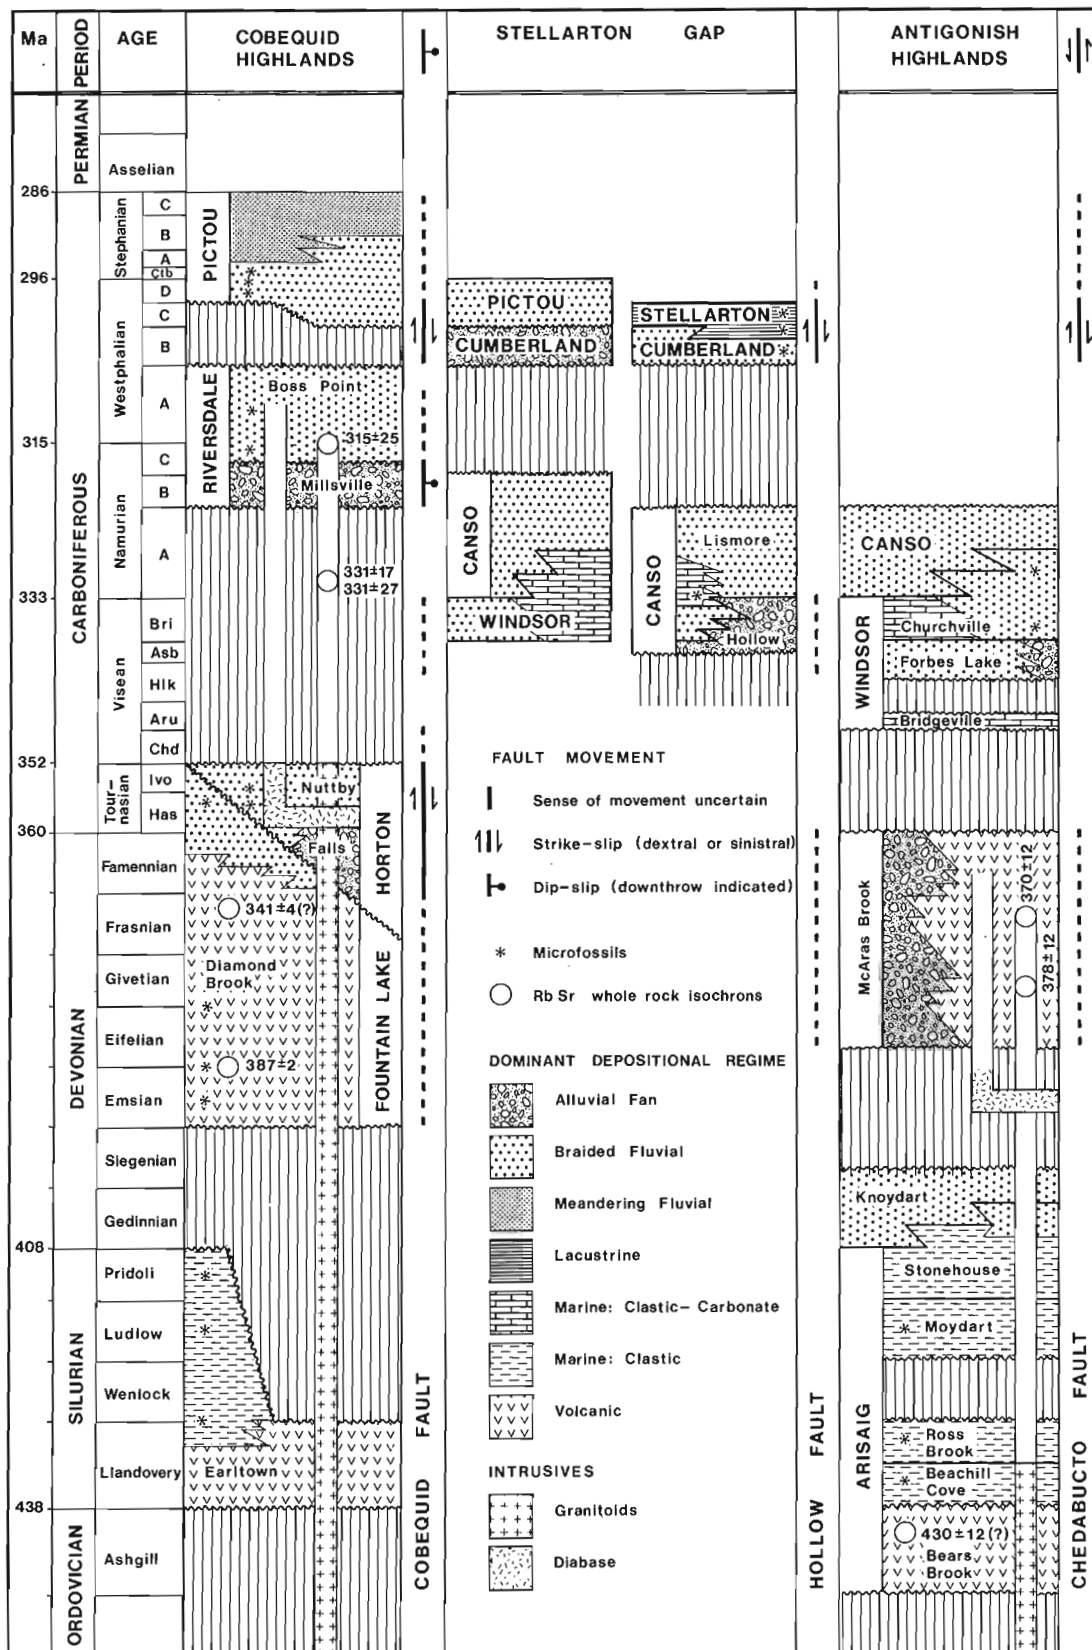 Ma
PERIOD
AGE
COBEQUID
HIGHLANDS
STELLARTON GAP
ANTIGONISH
HIGHLANDS
PERMIAN
Asselian
286
CARBONIFEROUS
Stephanian
C
B
A
Ctb
296
Westphalian
D
C
B
A
315
Namurian
C
B
A
333
Visean
Bri
Asb
Hlk
Aru
Chd
352
Tour-
nasian
Ivo
Has
360
DEVONIAN
Famennian
Frasnian
Givetian
Eifelian
Emsian
Siegenian
Gedinnian
408
SILURIAN
Pridoli
Ludlow
Wenlock
Llandovery
438
ORDOVICIAN
Ashgill
PICTOU
RIVERSDALE
Boss Point
315±25
Millsville
331±17
331±27
Nuttby
HORTON
Falls
341±4(?)
Diamond
Brook
387±2
FOUNTAIN LAKE
Earltown
COBEQUID FAULT
PICTOU
CUMBERLAND
STELLARTON
CUMBERLAND
CANSO
WINDSOR
CANSO
Lismore
Hollow
FAULT MOVEMENT
Sense of movement uncertain
Strike-slip (dextral or sinistral)
Dip-slip (downthrow indicated)
Microfossils
Rb Sr whole rock isochrons
DOMINANT DEPOSITIONAL REGIME
Alluvial Fan
Braided Fluvial
Meandering Fluvial
Lacustrine
Marine: Clastic-Carbonate
Marine: Clastic
Volcanic
INTRUSIVES
Granitoids
Diabase
HOLLOW FAULT
CANSO
WINDSOR
Churchville
Forbes Lake
Bridgeville
McAras Brook
370±12
378±12
Knoydart
ARISAIG
Stonehouse
Moydart
Ross
Brook
Beachill
Cove
430±12(?)
Bears
Brook
CHEDABUCTO FAULT